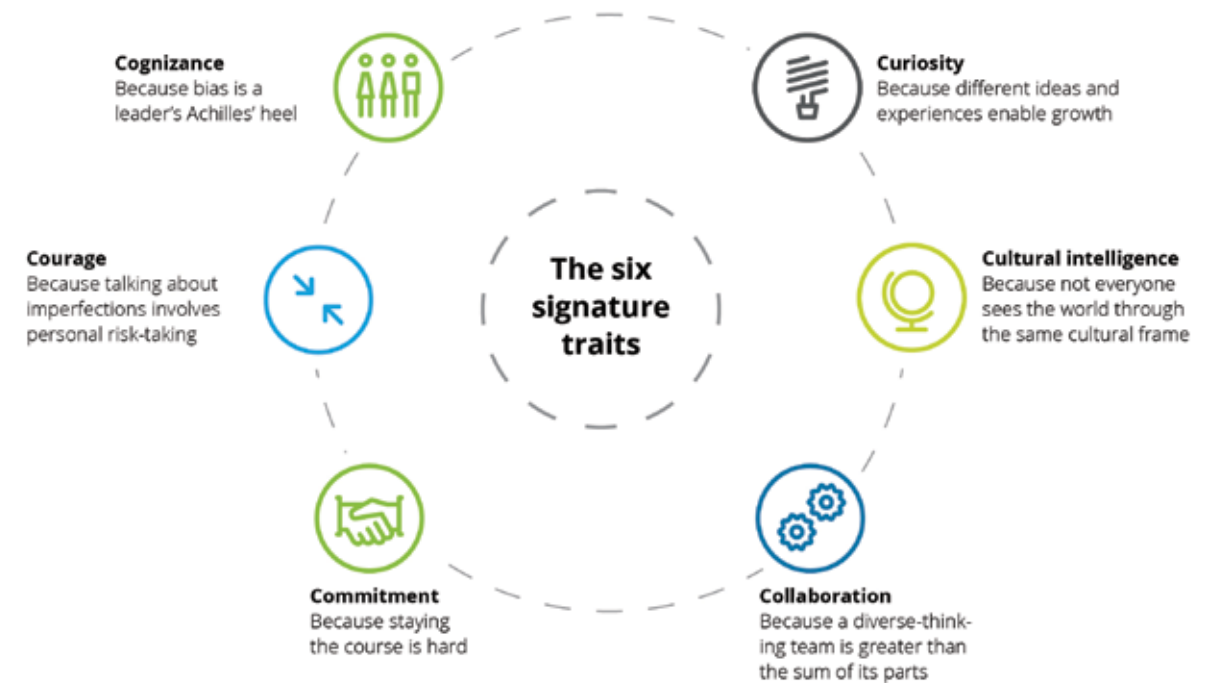 Cognizance
Because bias is a
leader's Achilles' heel
Curiosity
Because different ideas and
experiences enable growth
Courage
Because talking about
imperfections involves
personal risk-taking
The six
signature
traits
Cultural intelligence
Because not everyone
sees the world through
the same cultural frame
Commitment
Because staying
the course is hard
Collaboration
Because a diverse-think-
ing team is greater than
the sum of its parts